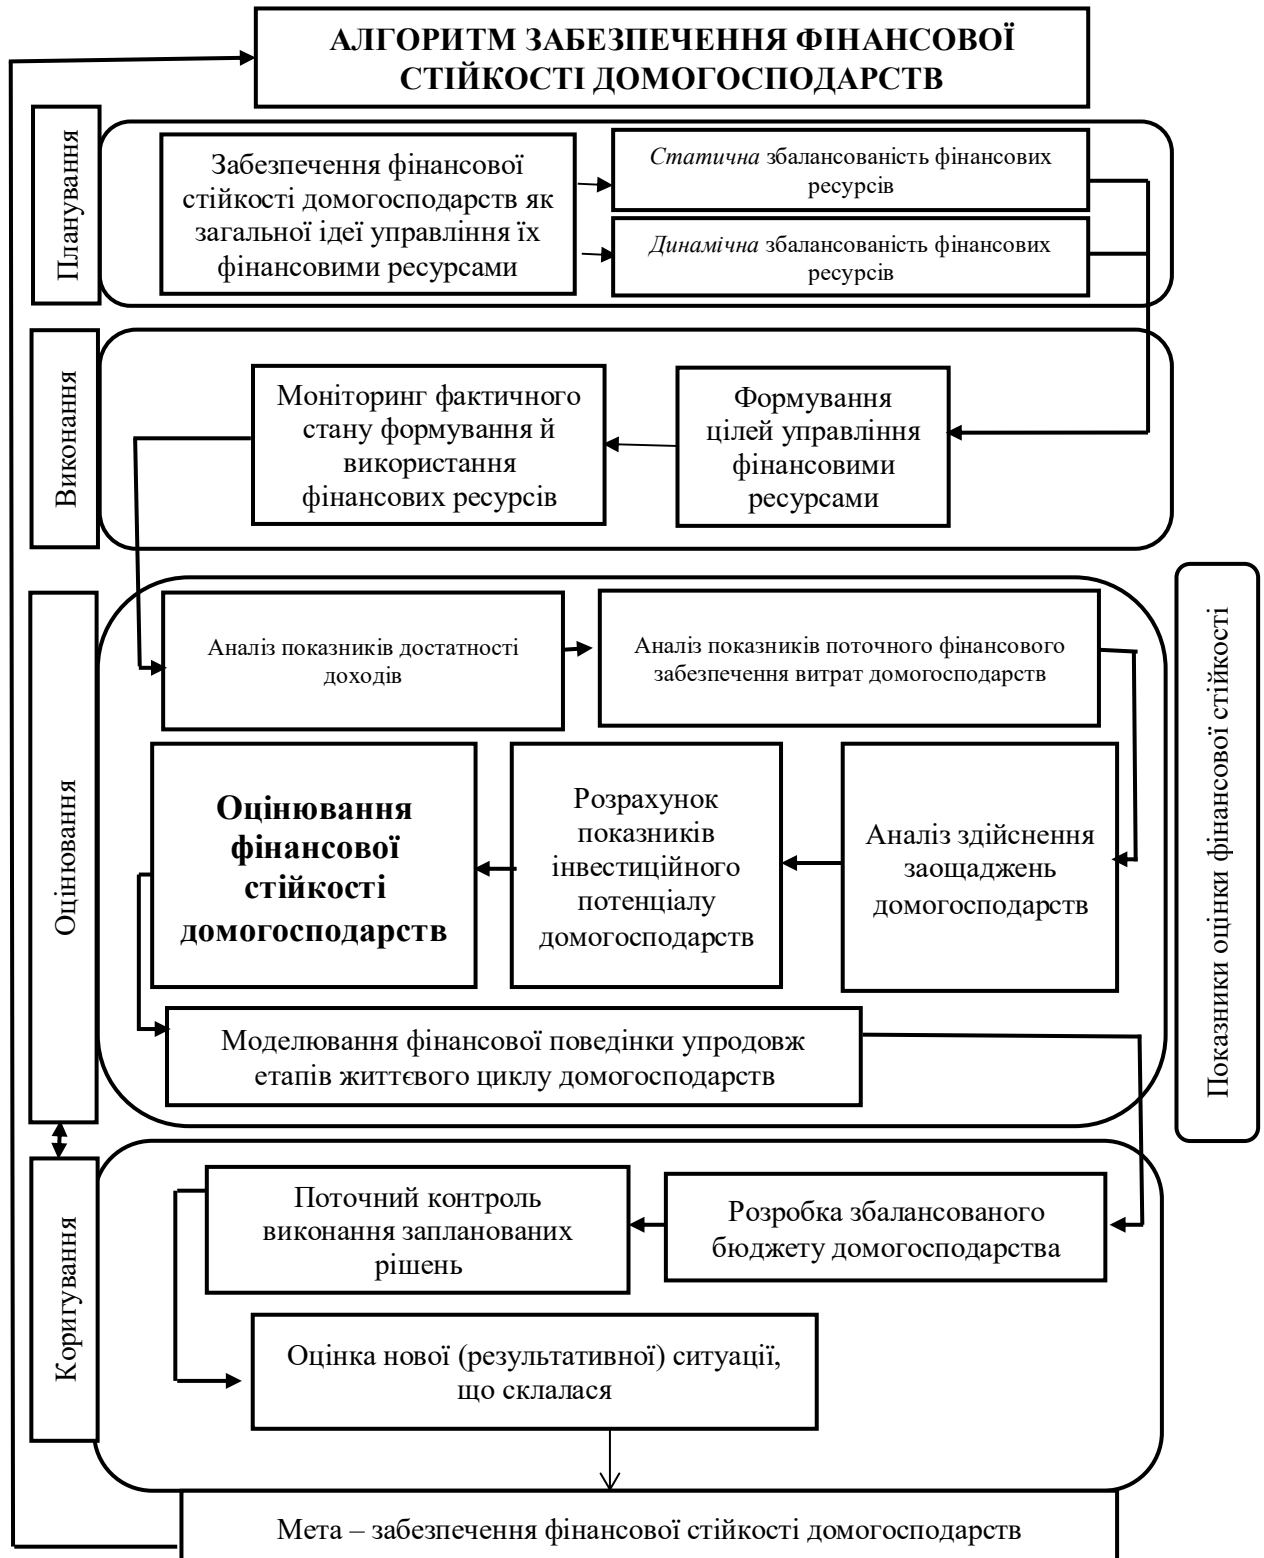 АЛГОРИТМ ЗАБЕЗПЕЧЕННЯ ФІНАНСОВОЇ
СТІЙКОСТІ ДОМОГОСПОДАРСТВ
Планування
Забезпечення фінансової
стійкості домогосподарств як
загальної ідеї управління їх
фінансовими ресурсами
Статична збалансованість фінансових
ресурсів
Динамічна збалансованість фінансових
ресурсів
Виконання
Моніторинг фактичного
стану формування й
використання
фінансових ресурсів
Формування
цілей управління
фінансовими
ресурсами
Оцінювання
Аналіз показників достатності
доходів
Аналіз показників поточного фінансового
забезпечення витрат домогосподарств
Оцінювання
фінансової
стійкості
домогосподарств
Розрахунок
показників
інвестиційного
потенціалу
домогосподарств
Аналіз здійснення
заощаджень
домогосподарств
Моделювання фінансової поведінки упродовж
етапів життєвого циклу домогосподарств
Показники оцінки фінансової стійкості
Коригування
Поточний контроль
виконання запланованих
рішень
Розробка збалансованого
бюджету домогосподарства
Оцінка нової (результативної) ситуації,
що склалася
Мета – забезпечення фінансової стійкості домогосподарств